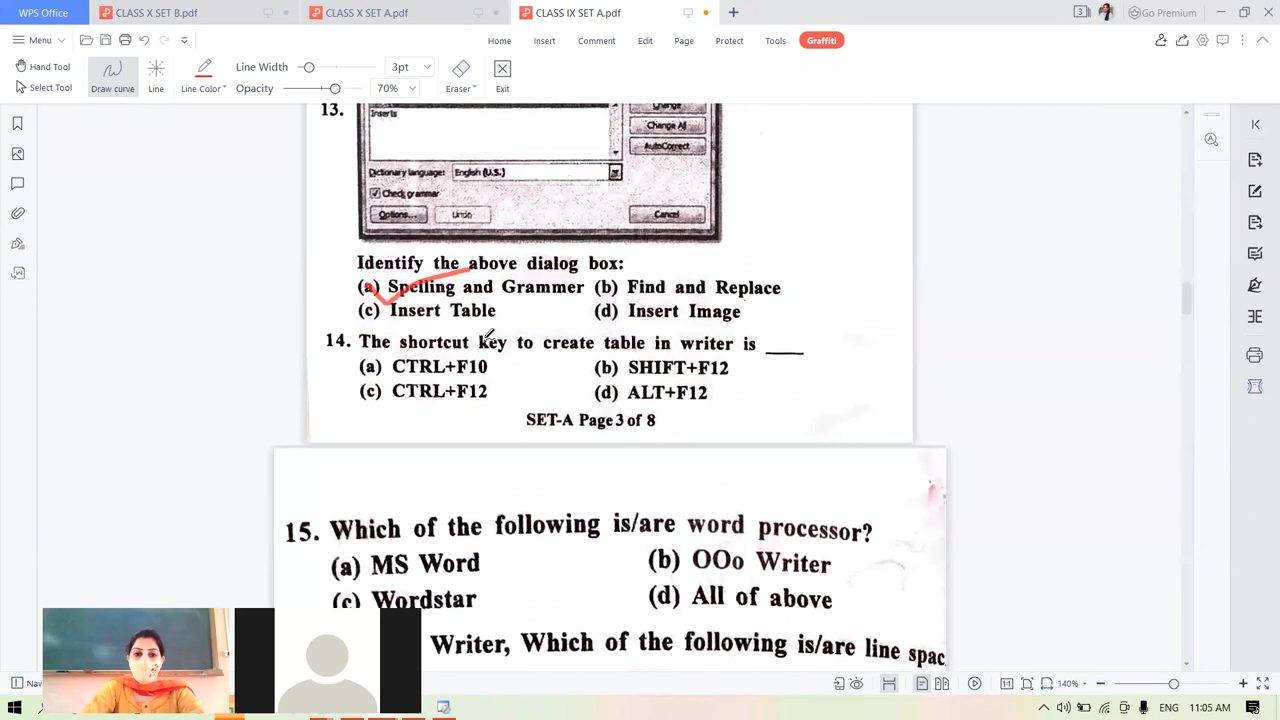 WPS Office
CLASS IX SET B.pdf
CLASS IX SET A.pdf
Go Premium
Menu
Home
Insert
Comment
Edit
Page
Protect
Tools
Graffiti
Hand Tool
Select Tool
Draw curve
Line
Line Color
Line Width
3pt
Opacity
70%
Eraser
Exit
13.
Inserts
Change
Change All
AutoCorrect
Dictionary language:
English (U.S.)
Check grammar
Options...
Undo
Cancel
Identify the above dialog box:
(a) Spelling and Grammer (b) Find and Replace
(c) Insert Table (d) Insert Image
14. The shortcut key to create table in writer is ____
(a) CTRL+F10 (b) SHIFT+F12
(c) CTRL+F12 (d) ALT+F12
SET-A Page 3 of 8
15. Which of the following is/are word processor?
(a) MS Word (b) OOo Writer
(c) Wordstar (d) All of above
Writer, Which of the following is/are line spac
Nav
140%
ENG
11:05 AM